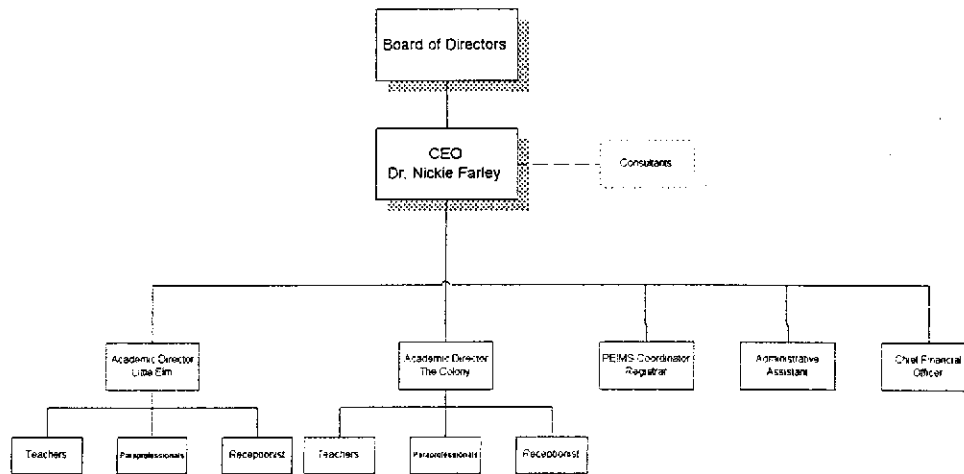 Board of Directors
CEO
Dr. Nickie Farley
Consultants
Academic Director
Little Elm
Academic Director
The Colony
PEIMS Coordinator
Registrar
Administrative
Assistant
Chief Financial
Officer
Teachers
Paraprofessionals
Receptionist
Teachers
Paraprofessionals
Receptionist